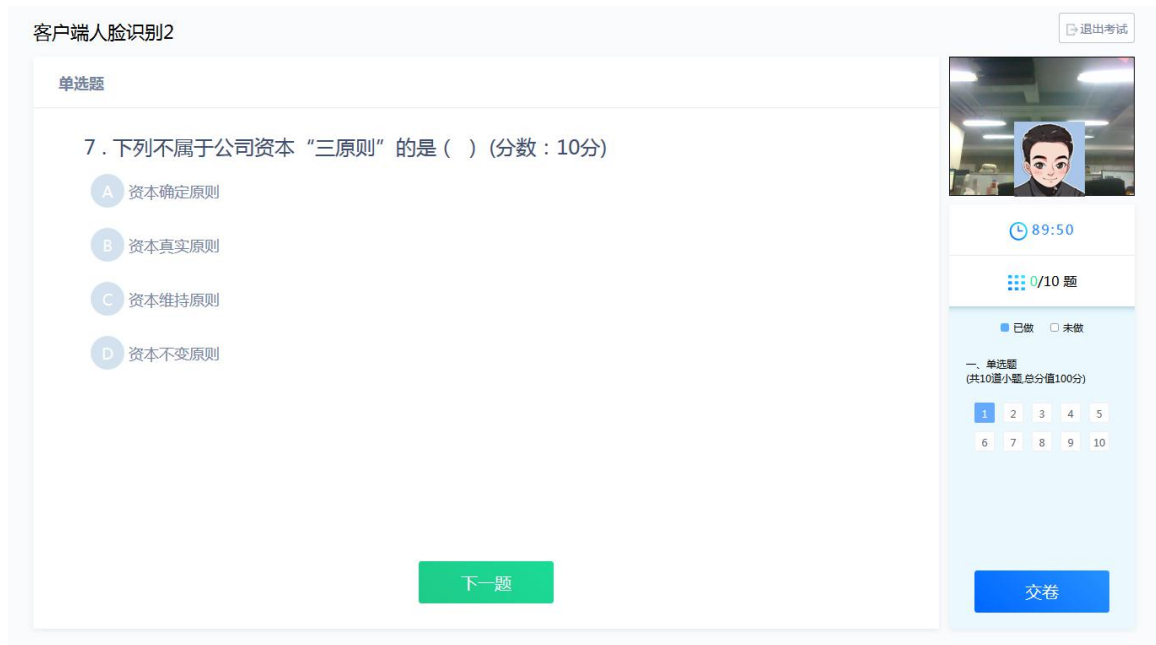 客户端人脸识别2
退出考试
单选题
7 . 下列不属于公司资本“三原则”的是 (   ) (分数 : 10分)
A 资本确定原则
B 资本真实原则
C 资本维持原则
D 资本不变原则
下一题
89:50
0/10 题
已做 未做
一、单选题
(共10道小题,总分值100分)
1 2 3 4 5
6 7 8 9 10
交卷